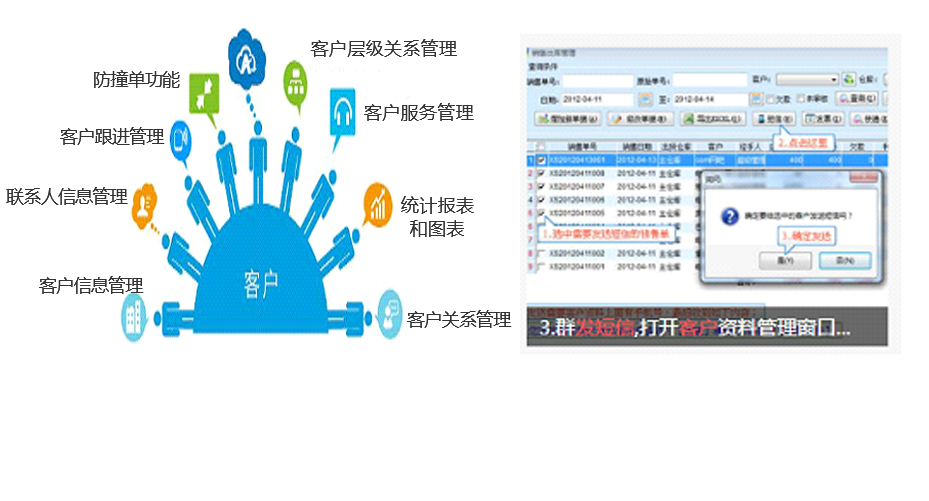 客户层级关系管理
防撞单功能
客户服务管理
客户跟进管理
联系人信息管理
统计报表
和图表
客户信息管理
客户
客户关系管理
销售出库管理
查询条件
销售单号:
原始单号:
客户:
仓库:
日期: 2012-04-11
至: 2012-04-14
欠款
未审核
查询(Q)
增加新单据(A)
修改单据(E)
导出EXCEL(L)
短信(S)
发票(I)
快递(
2.点击这里
销售单号 销售日期 出货仓库 客户 经手人
欠款
1 XS20120413001 2012-04-13 主仓库
400 400 0
2 XS20120411008 2012-04-11 主仓库
3 XS20120411007 2012-04-11 主仓库
4 XS20120411006 2012-04-11 主仓库
5 XS20120411005 2012-04-11 主仓库
1.选中需要发送短信的销售单
8 XS20120411002 2012-04-11 主仓库
9 XS20120411001 2012-04-11 主仓库
询问
确定要给选中的客户发送短信吗?
3.确定发送
是(Y)
否(N)
3.群发短信,打开客户资料管理窗口...